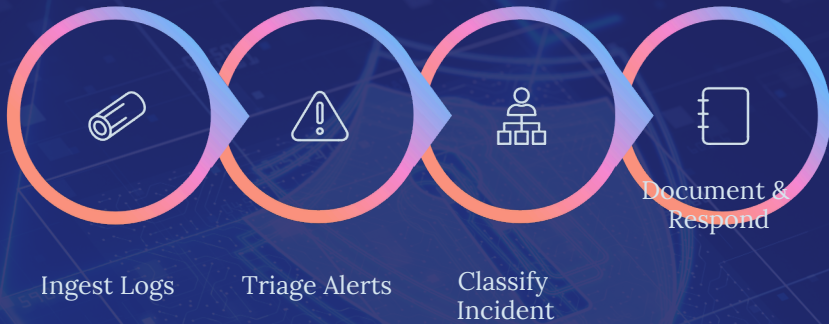 Ingest Logs
Triage Alerts
Classify
Incident
Document &
Respond